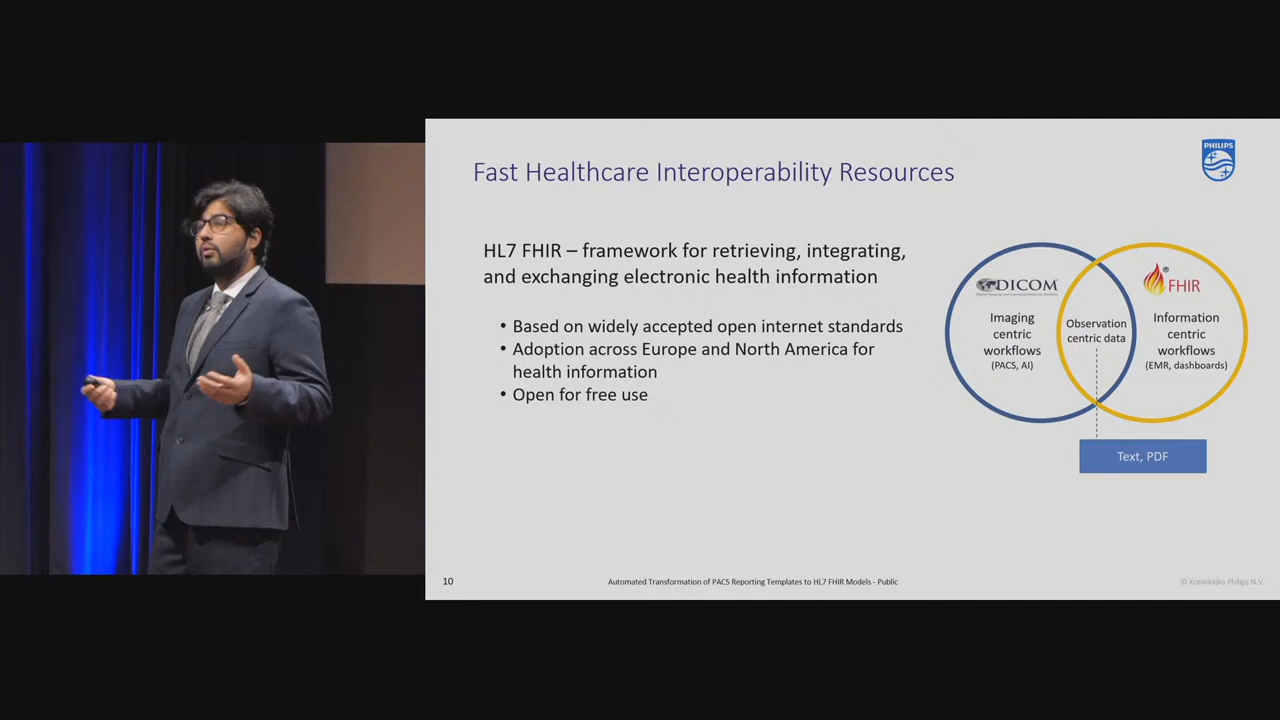 PHILIPS
Fast Healthcare Interoperability Resources
HL7 FHIR – framework for retrieving, integrating,
and exchanging electronic health information
• Based on widely accepted open internet standards
• Adoption across Europe and North America for
health information
• Open for free use
DICOM
Digital Imaging and Communications in Medicine
Imaging
centric
workflows
(PACS, AI)
Observation
centric data
® FHIR
Information
centric
workflows
(EMR, dashboards)
Text, PDF
10
Automated Transformation of PACS Reporting Templates to HL7 FHIR Models - Public
© Koninklijke Philips N.V.